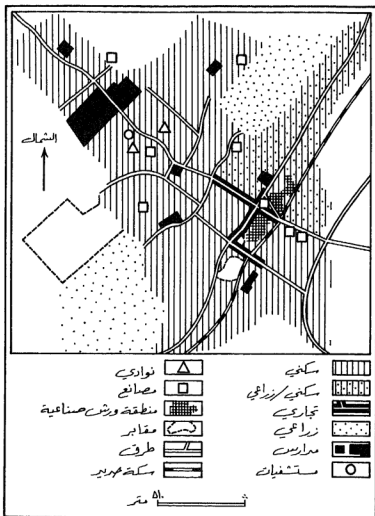 الشمال
سكني
سكني/زراعي
تجاري
زراعي
مدارس
مستشفيات
نوادي
مصانع
منطقة ورش صناعية
مقابر
طرق
سكة حديد
متر